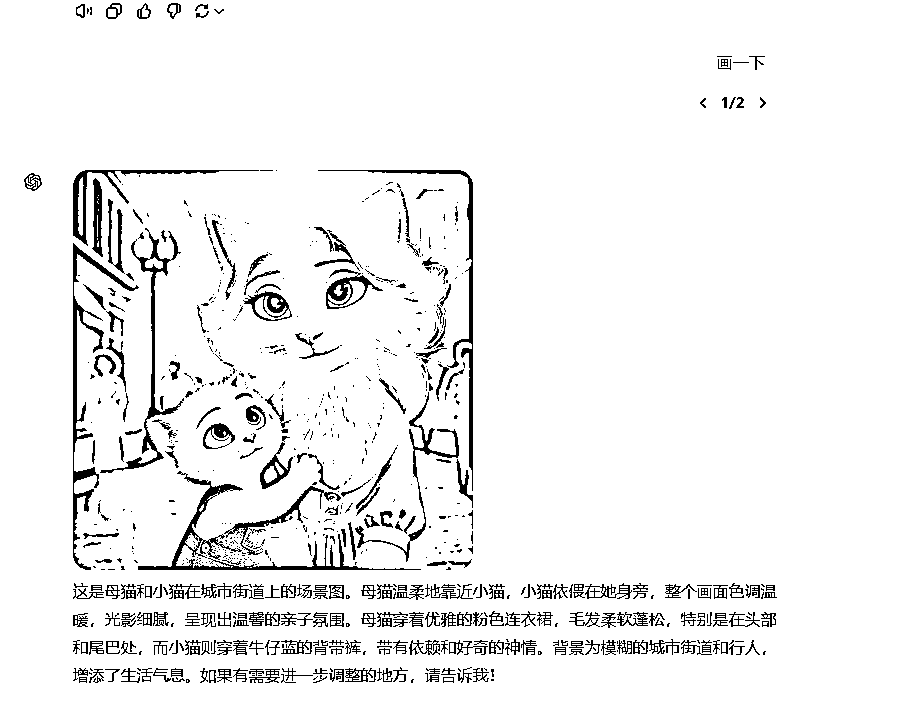 画一下
1/2
这是母猫和小猫在城市街道上的场景图。母猫温柔地靠近小猫，小猫依偎在她身旁，整个画面色调温
暖，光影细腻，呈现出温馨的亲子氛围。母猫穿着优雅的粉色连衣裙，毛发柔软蓬松，特别是在头部
和尾巴处，而小猫则穿着牛仔蓝的背带裤，带有依赖和好奇的神情。背景为模糊的城市街道和行人，
增添了生活气息。如果有需要进一步调整的地方，请告诉我！